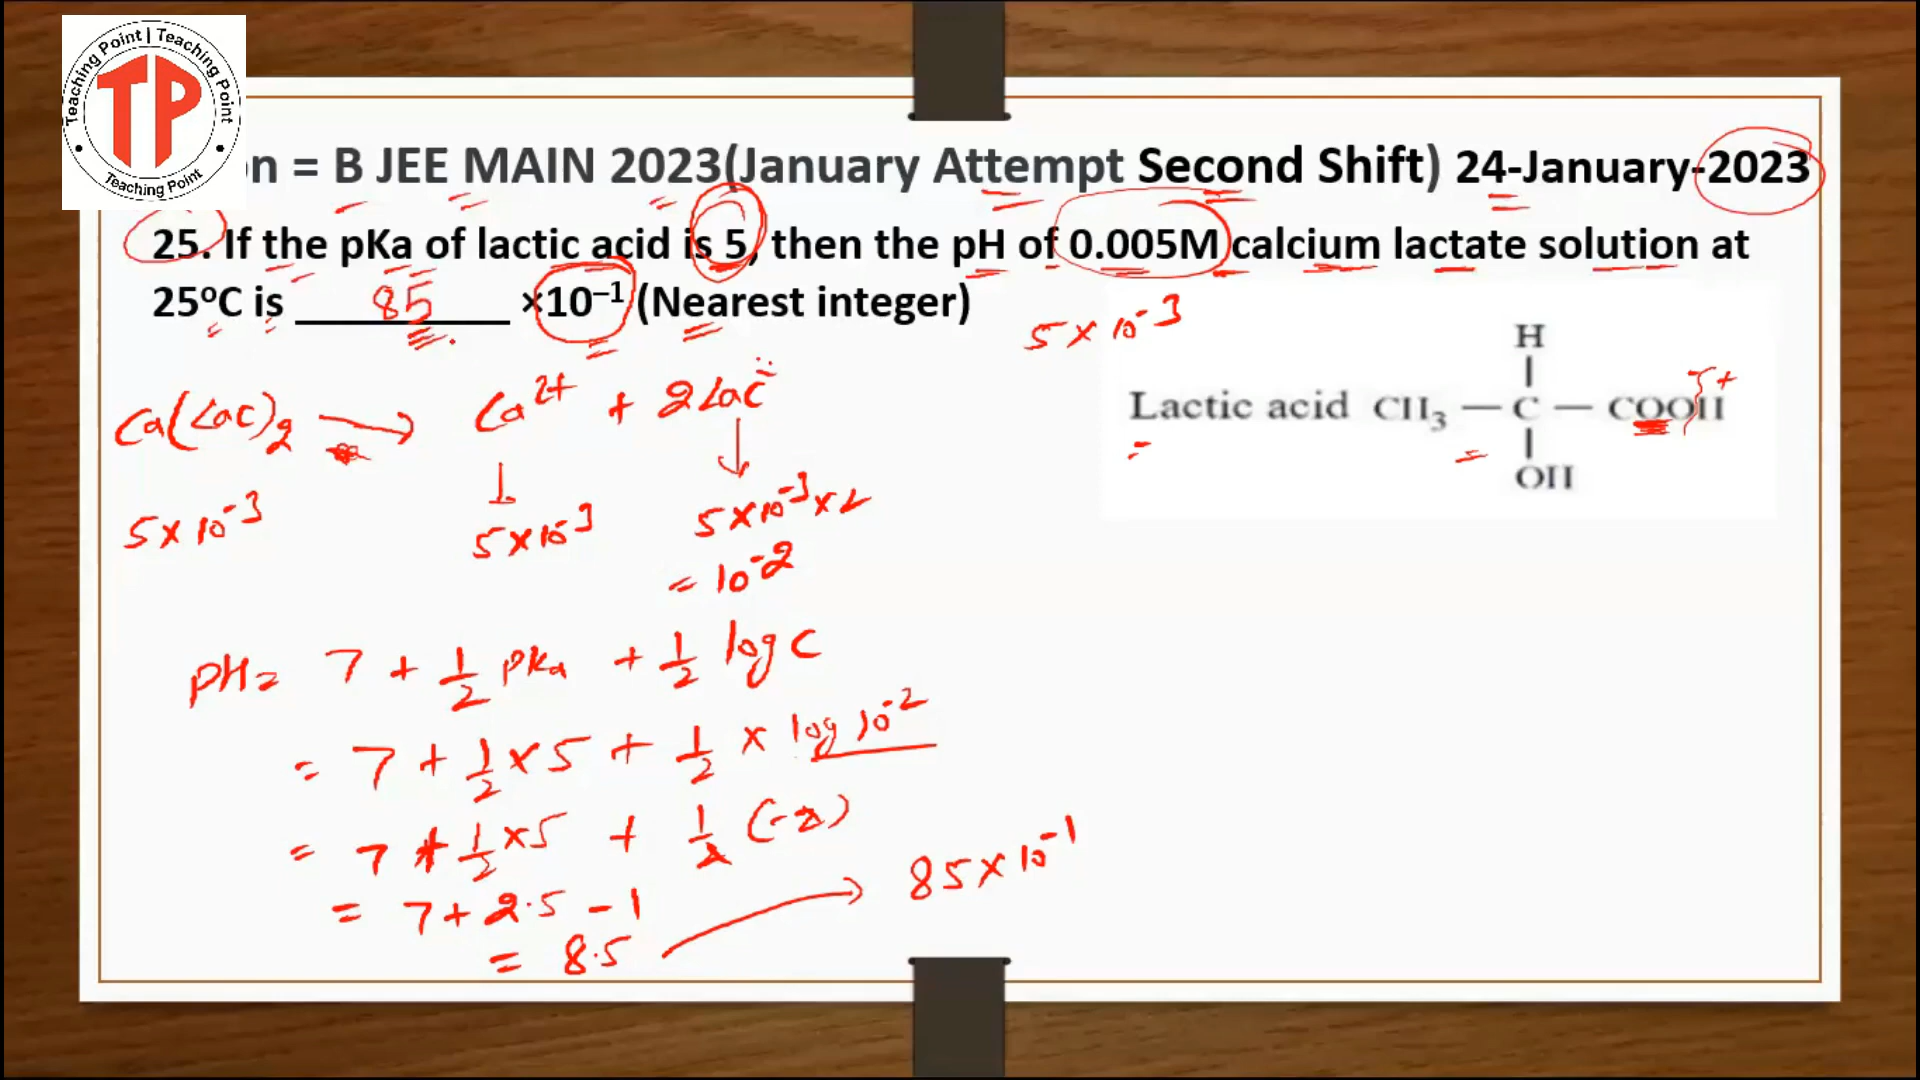 Teaching Point | Teaching Point
TP
Teaching Point
on = B JEE MAIN 2023(January Attempt Second Shift) 24-January-2023
25. If the pKa of lactic acid is 5, then the pH of 0.005M calcium lactate solution at
25°C is 85 ×10⁻¹ (Nearest integer)
5 × 10⁻³
H
Lactic acid CH₃ — C — COOH
OH
Ca(Lac)₂ → Ca²⁺ + 2Lac⁻
5 × 10⁻³ 5 × 10⁻³ 5 × 10⁻³ × 2
= 10⁻²
PH = 7 + 1/2 PKa + 1/2 log C
= 7 + 1/2 × 5 + 1/2 × log 10⁻²
= 7 + 1/2 × 5 + 1/2 (-2)
= 7 + 2.5 - 1
= 8.5 → 85 × 10⁻¹